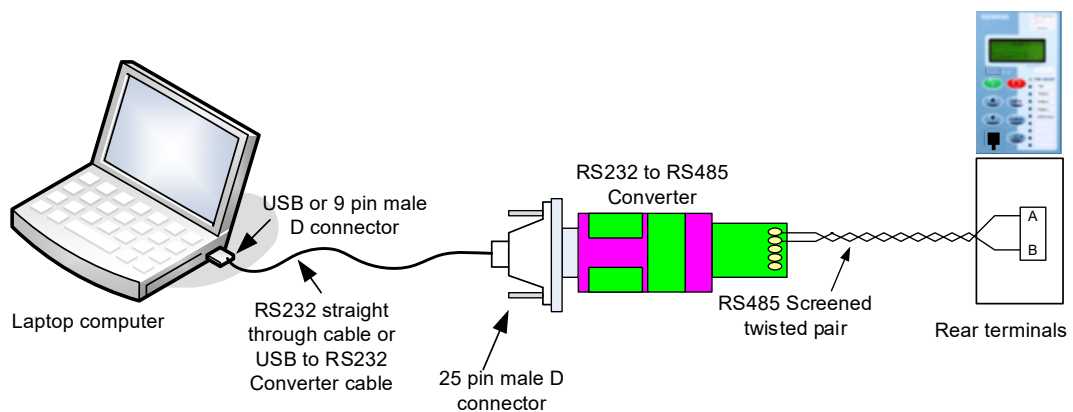 SIEMENS
RS232 to RS485
Converter
USB or 9 pin male
D connector
A
B
RS485 Screened
twisted pair
Rear terminals
Laptop computer
RS232 straight
through cable or
USB to RS232
Converter cable
25 pin male D
connector